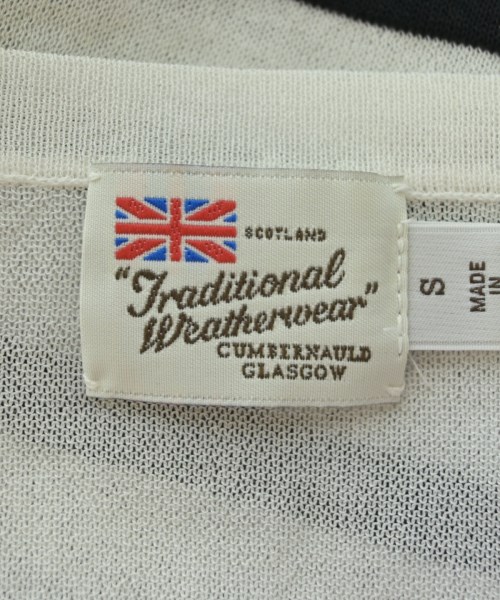 SCOTLAND
"Traditional
Weatherwear"
CUMBERNAULD
GLASGOW
S
MADE
IN